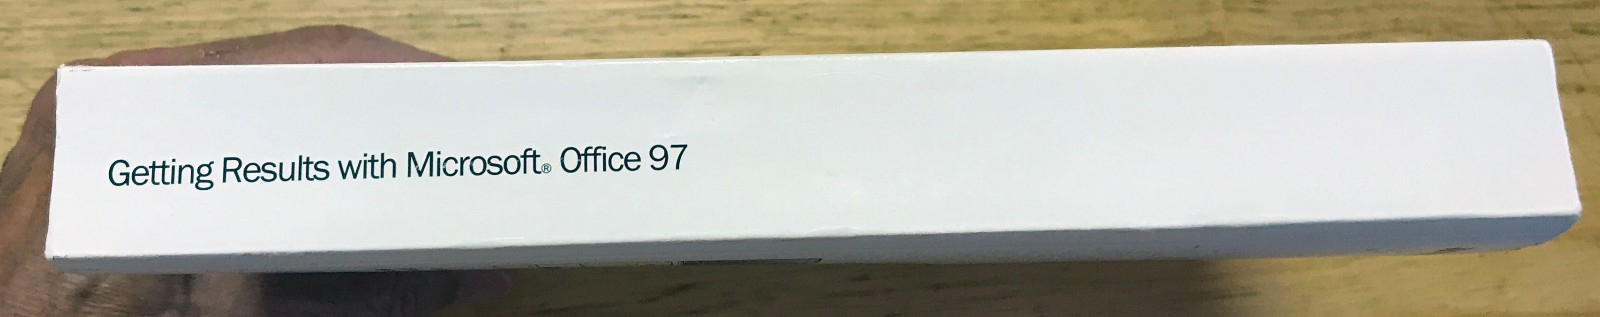 Getting Results with Microsoft® Office 97